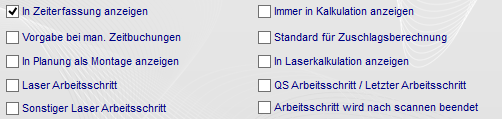 In Zeiterfassung anzeigen
Vorgabe bei man. Zeitbuchungen
In Planung als Montage anzeigen
Laser Arbeitsschritt
Sonstiger Laser Arbeitsschritt
Immer in Kalkulation anzeigen
Standard für Zuschlagsberechnung
In Laserkalkulation anzeigen
QS Arbeitsschritt / Letzter Arbeitsschritt
Arbeitsschritt wird nach scannen beendet